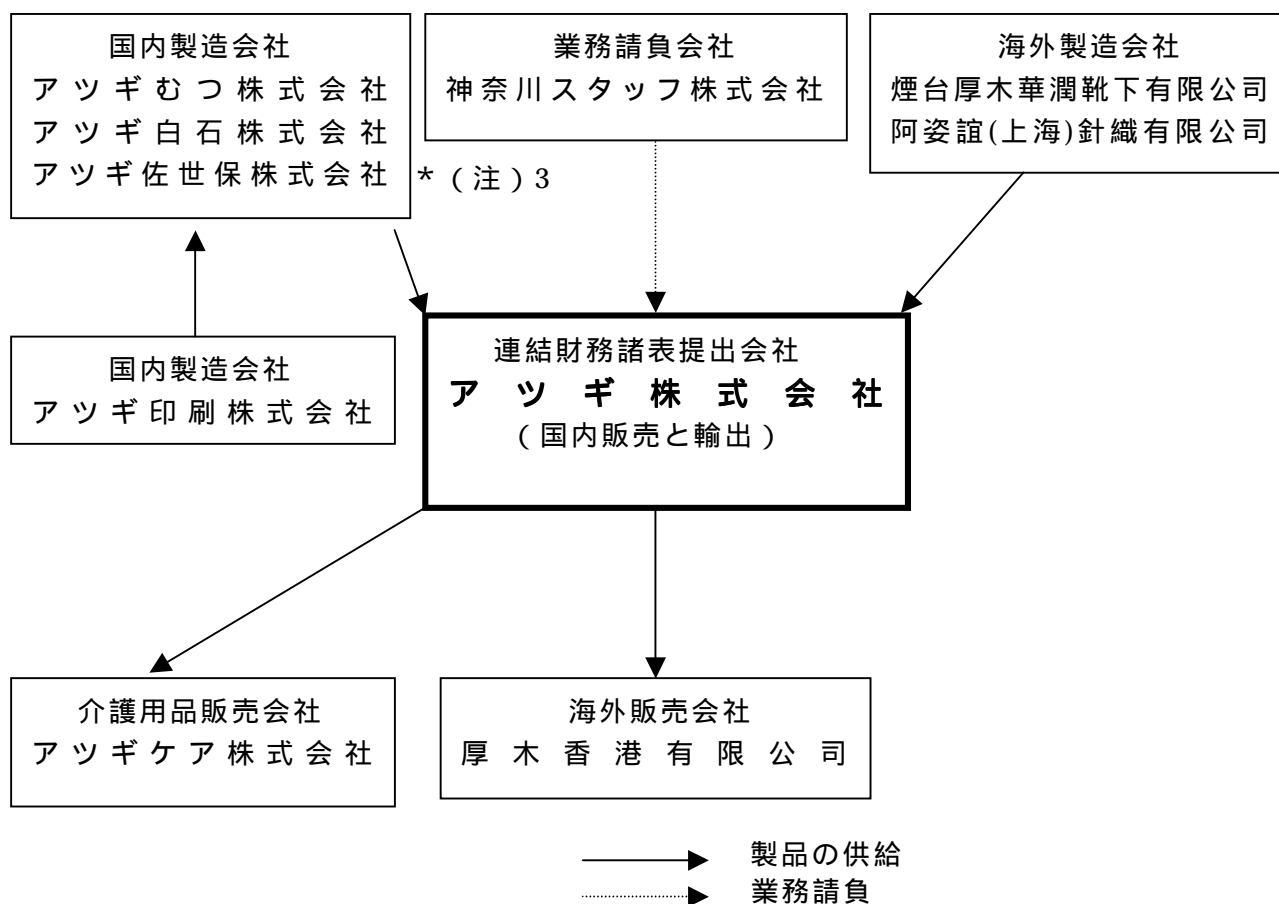 国内製造会社
アツギむつ株式会社
アツギ白石株式会社
アツギ佐世保株式会社
*(注)3
業務請負会社
神奈川スタッフ株式会社
海外製造会社
煙台厚木華潤靴下有限公司
阿姿誼(上海)針織有限公司
国内製造会社
アツギ印刷株式会社
連結財務諸表提出会社
アツギ株式会社
(国内販売と輸出)
介護用品販売会社
アツギケア株式会社
海外販売会社
厚木香港有限公司
製品の供給
業務請負